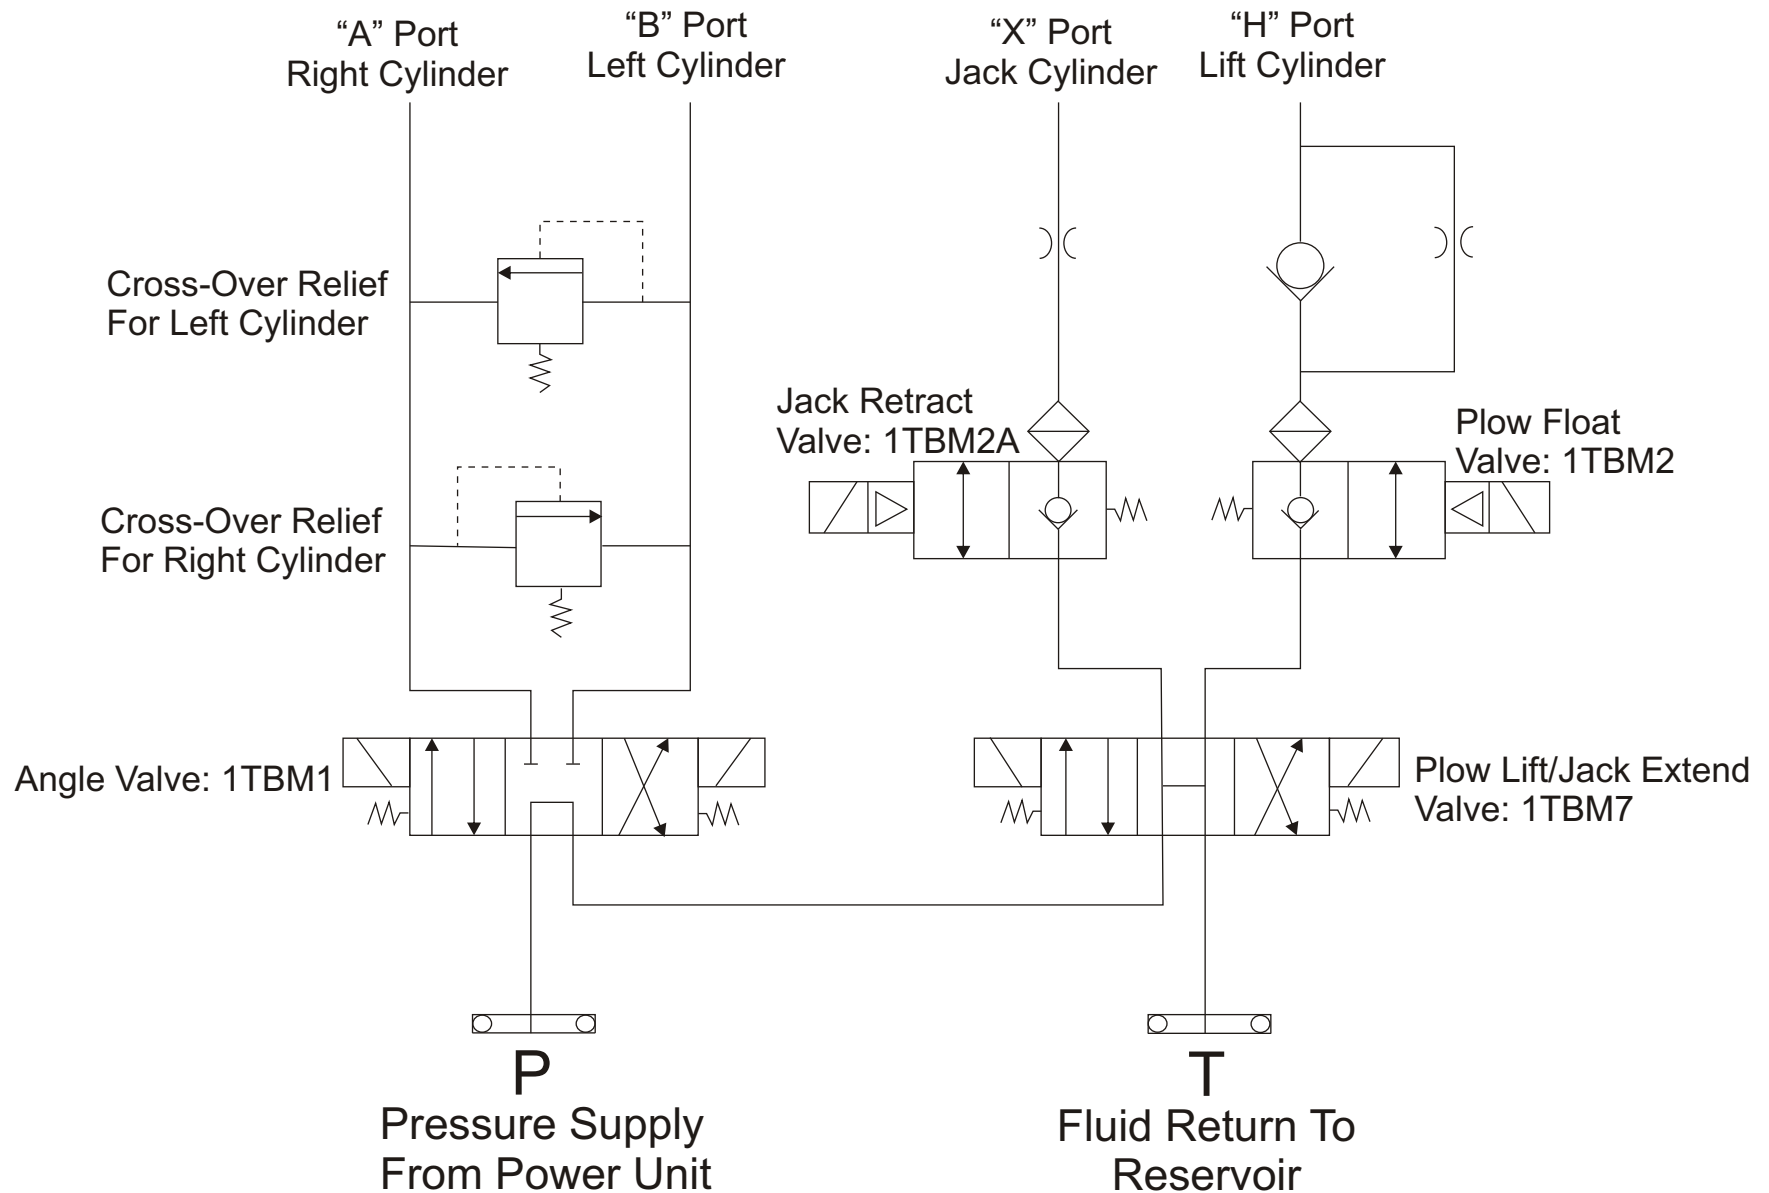 “A” Port
Right Cylinder
“B” Port
Left Cylinder
“X” Port
Jack Cylinder
“H” Port
Lift Cylinder
Cross-Over Relief
For Left Cylinder
Jack Retract
Valve: 1TBM2A
Plow Float
Valve: 1TBM2
Cross-Over Relief
For Right Cylinder
Angle Valve: 1TBM1
Plow Lift/Jack Extend
Valve: 1TBM7
P
Pressure Supply
From Power Unit
T
Fluid Return To
Reservoir